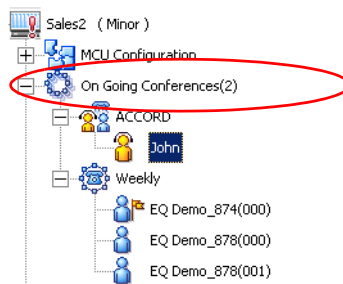 Sales2 ( Minor )
MCU Configuration
On Going Conferences(2)
ACCORD
John
Weekly
EQ Demo_874(000)
EQ Demo_878(000)
EQ Demo_878(001)